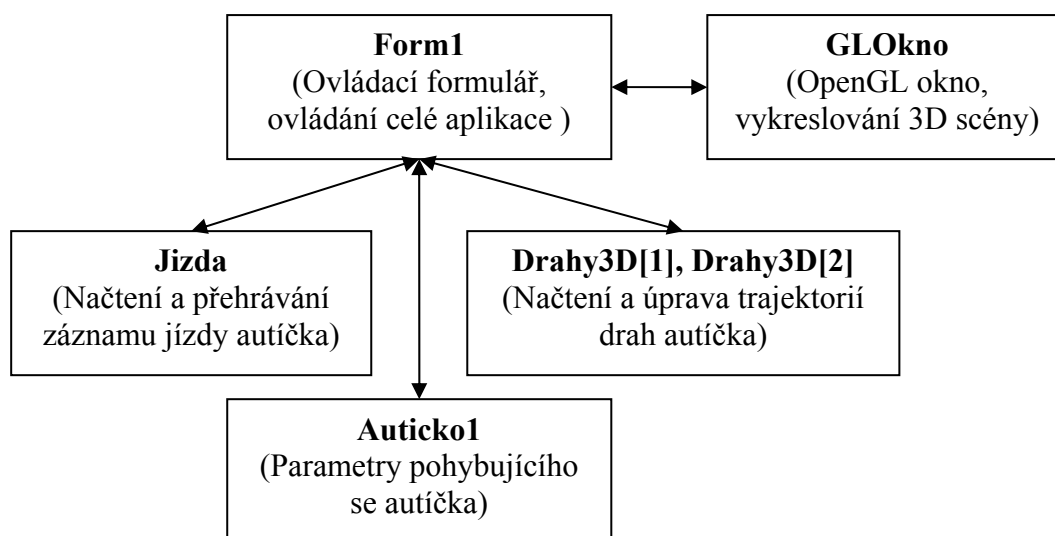 Form1
(Ovládací formulář,
ovládání celé aplikace )
GLOkno
(OpenGL okno,
vykreslování 3D scény)
Jizda
(Načtení a přehrávání
záznamu jízdy autíčka)
Drahy3D[1], Drahy3D[2]
(Načtení a úprava trajektorií
drah autíčka)
Auticko1
(Parametry pohybujícího
se autíčka)